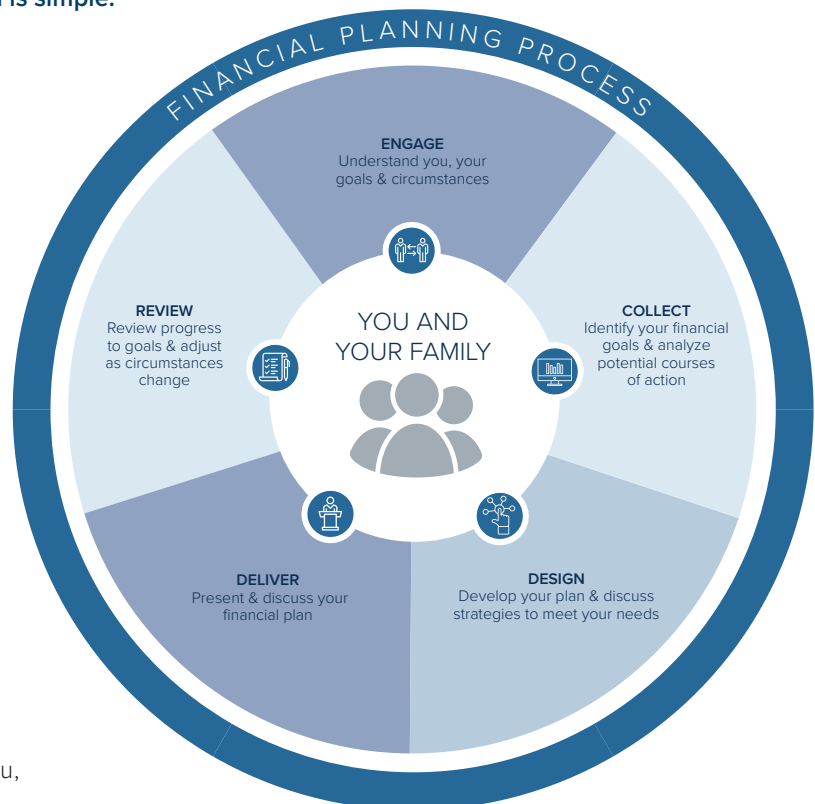 is simple.
FINANCIAL PLANNING PROCESS
ENGAGE
Understand you, your
goals & circumstances
YOU AND
YOUR FAMILY
COLLECT
Identify your financial
goals & analyze
potential courses
of action
DESIGN
Develop your plan & discuss
strategies to meet your needs
DELIVER
Present & discuss your
financial plan
REVIEW
Review progress
to goals & adjust
as circumstances
change
u,